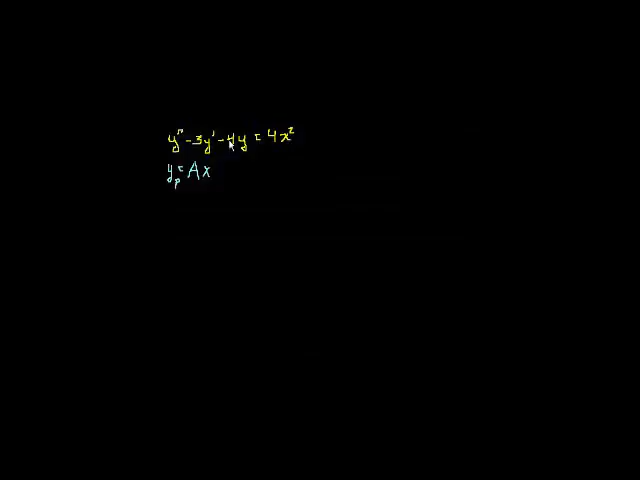 y'' - 3y' - 4y = 4x²
yₚ = Ax